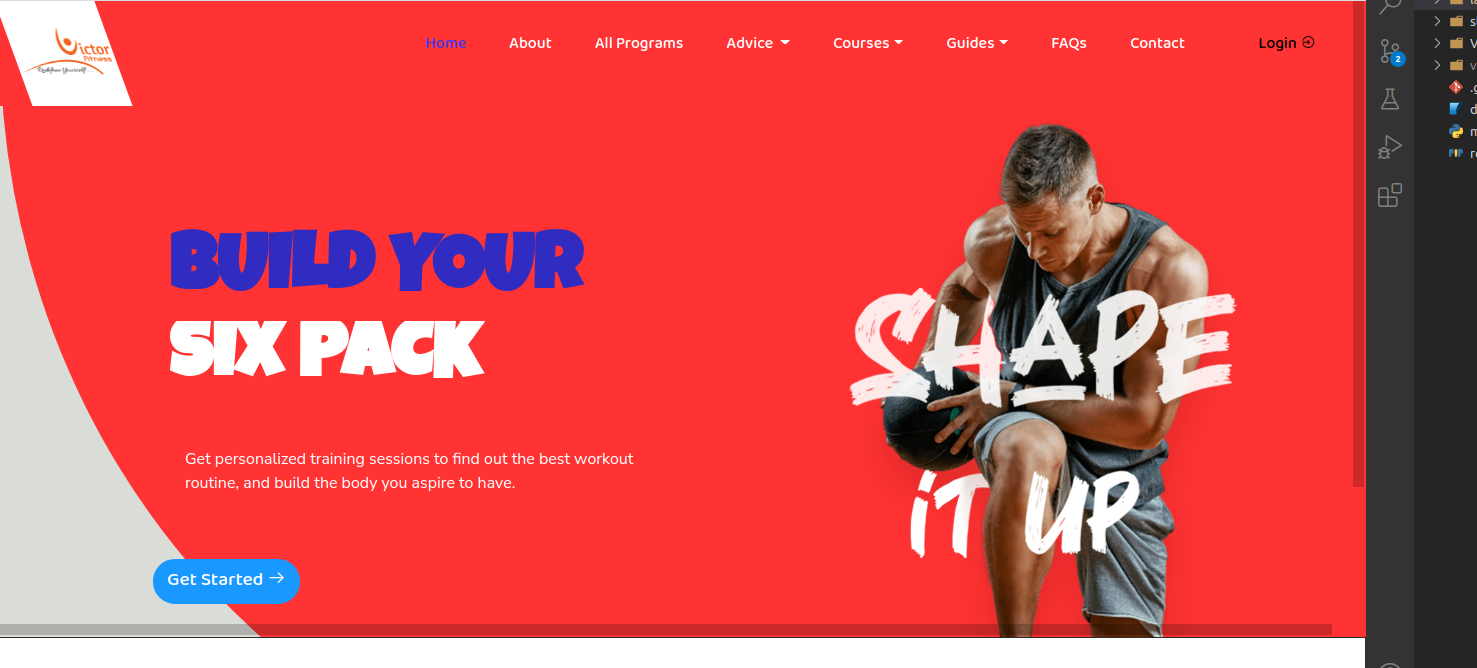 Victor
Fitness
Redefine Yourself
Home About All Programs Advice Courses Guides FAQs Contact Login
BUILD YOUR
SIX PACK
SHAPE
iT UP
Get personalized training sessions to find out the best workout
routine, and build the body you aspire to have.
Get Started
2